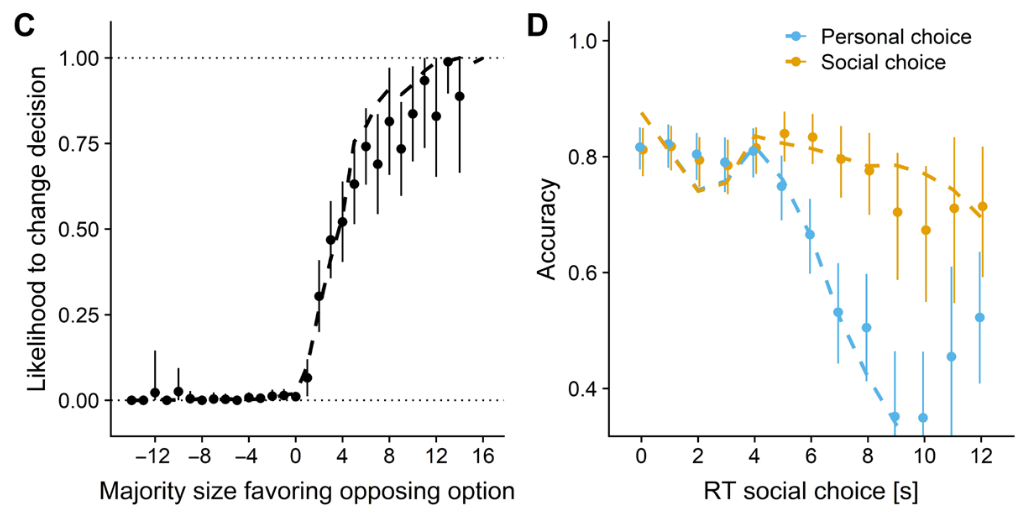 C
Likelihood to change decision
1.00
0.75
0.50
0.25
0.00
−12 −8 −4 0 4 8 12 16
Majority size favoring opposing option
D
Personal choice
Social choice
Accuracy
1.0
0.8
0.6
0.4
0 2 4 6 8 10 12
RT social choice [s]